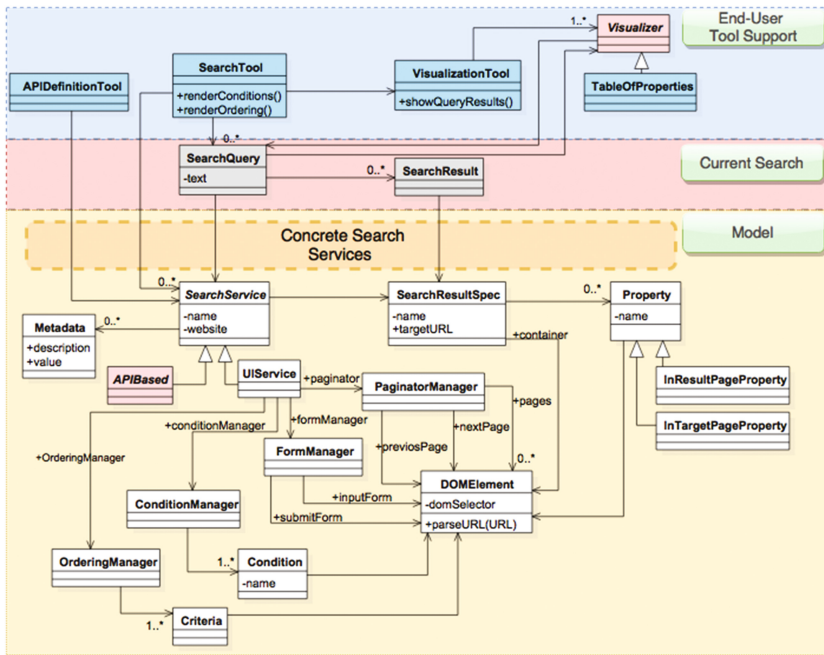 End-User
Tool Support
1..*
Visualizer
SearchTool
+renderConditions()
+renderOrdering()
APIDefinitionTool
VisualizationTool
+showQueryResults()
TableOfProperties
0..*
SearchQuery
-text
0..*
SearchResult
Current Search
Concrete Search
Services
Model
0..*
SearchService
-name
-website
SearchResultSpec
-name
+targetURL
0..*
Property
-name
Metadata
+description
+value
0..*
+container
APIBased
UIService
+paginator
PaginatorManager
InResultPageProperty
+pages
+conditionManager
+formManager
+nextPage
InTargetPageProperty
+OrderingManager
FormManager
+previosPage
0..*
DOMElement
-domSelector
+parseURL(URL)
ConditionManager
+inputForm
+submitForm
OrderingManager
1..*
Condition
-name
1..*
Criteria